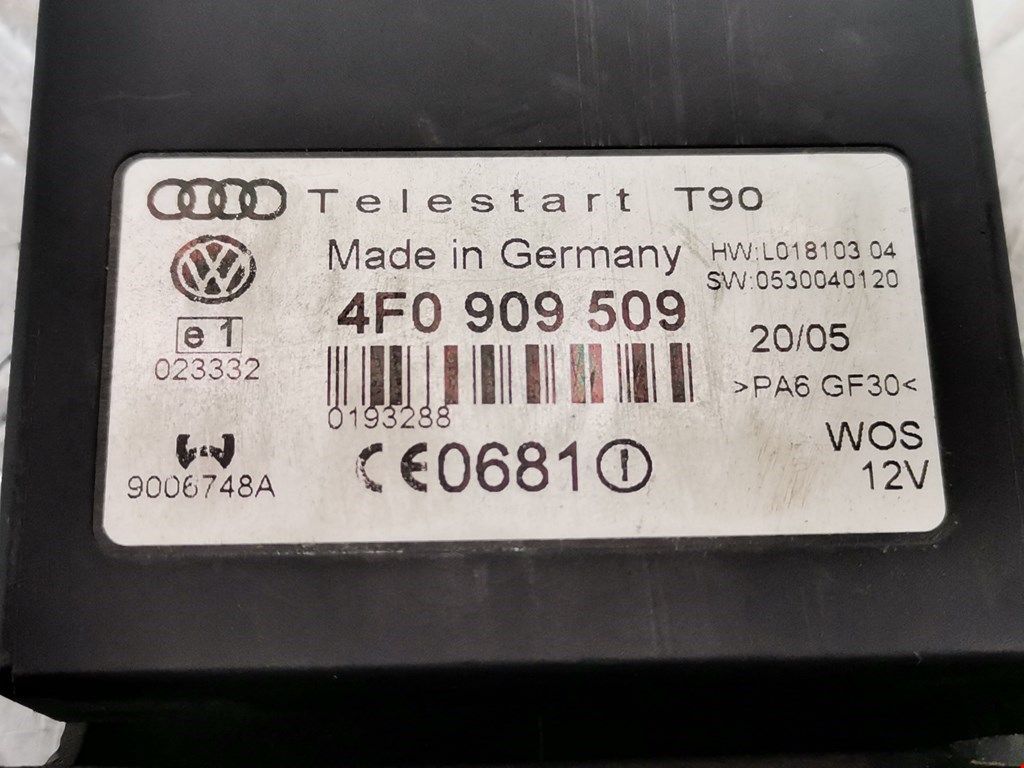 Telestart T90
Made in Germany
HW:L018103 04
SW:0530040120
4F0 909 509
e1
023332
20/05
>PA6 GF30<
0193288
WOS
12V
9006748A
CE0681